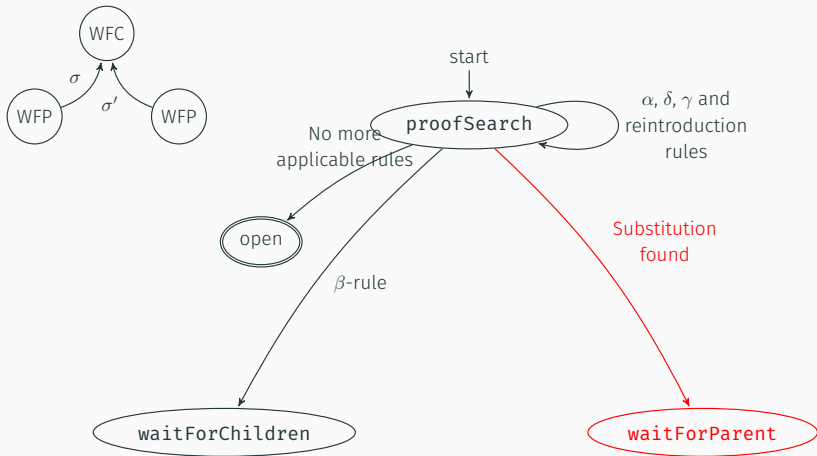 WFC
σ
σ′
WFP
WFP
start
proofSearch
α, δ, γ and
reintroduction
rules
No more
applicable rules
open
Substitution
found
β-rule
waitForChildren
waitForParent